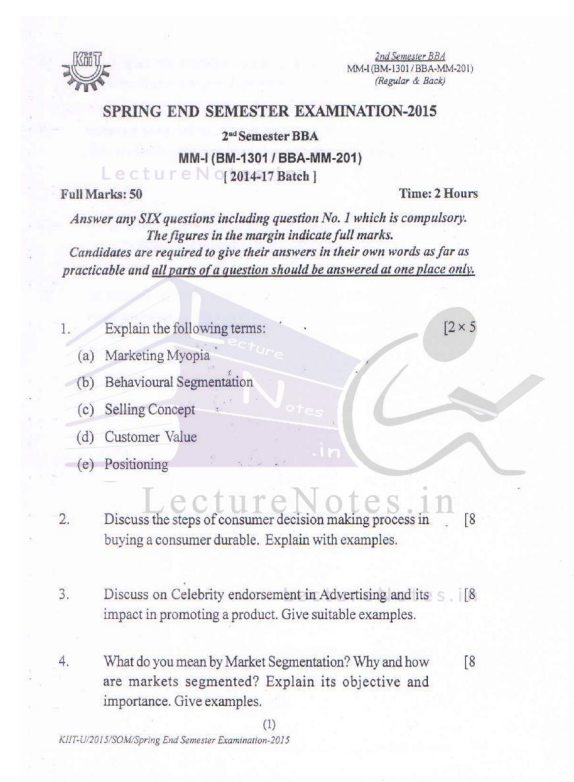 KIIT
2nd Semester BBA
MM-I (BM-1301 / BBA-MM-201)
(Regular & Back)
SPRING END SEMESTER EXAMINATION-2015
2nd Semester BBA
MM-I (BM-1301 / BBA-MM-201)
[ 2014-17 Batch ]
Full Marks: 50 Time: 2 Hours
Answer any SIX questions including question No. 1 which is compulsory.
The figures in the margin indicate full marks.
Candidates are required to give their answers in their own words as far as
practicable and all parts of a question should be answered at one place only.
1. Explain the following terms: [2 × 5
(a) Marketing Myopia
(b) Behavioural Segmentation
(c) Selling Concept
(d) Customer Value
(e) Positioning
Lecture
Notes
.in
LectureNotes.in
2. Discuss the steps of consumer decision making process in [8
buying a consumer durable. Explain with examples.
3. Discuss on Celebrity endorsement in Advertising and its [8
impact in promoting a product. Give suitable examples.
4. What do you mean by Market Segmentation? Why and how [8
are markets segmented? Explain its objective and
importance. Give examples.
(1)
KIIT-U/2015/SOM/Spring End Semester Examination-2015